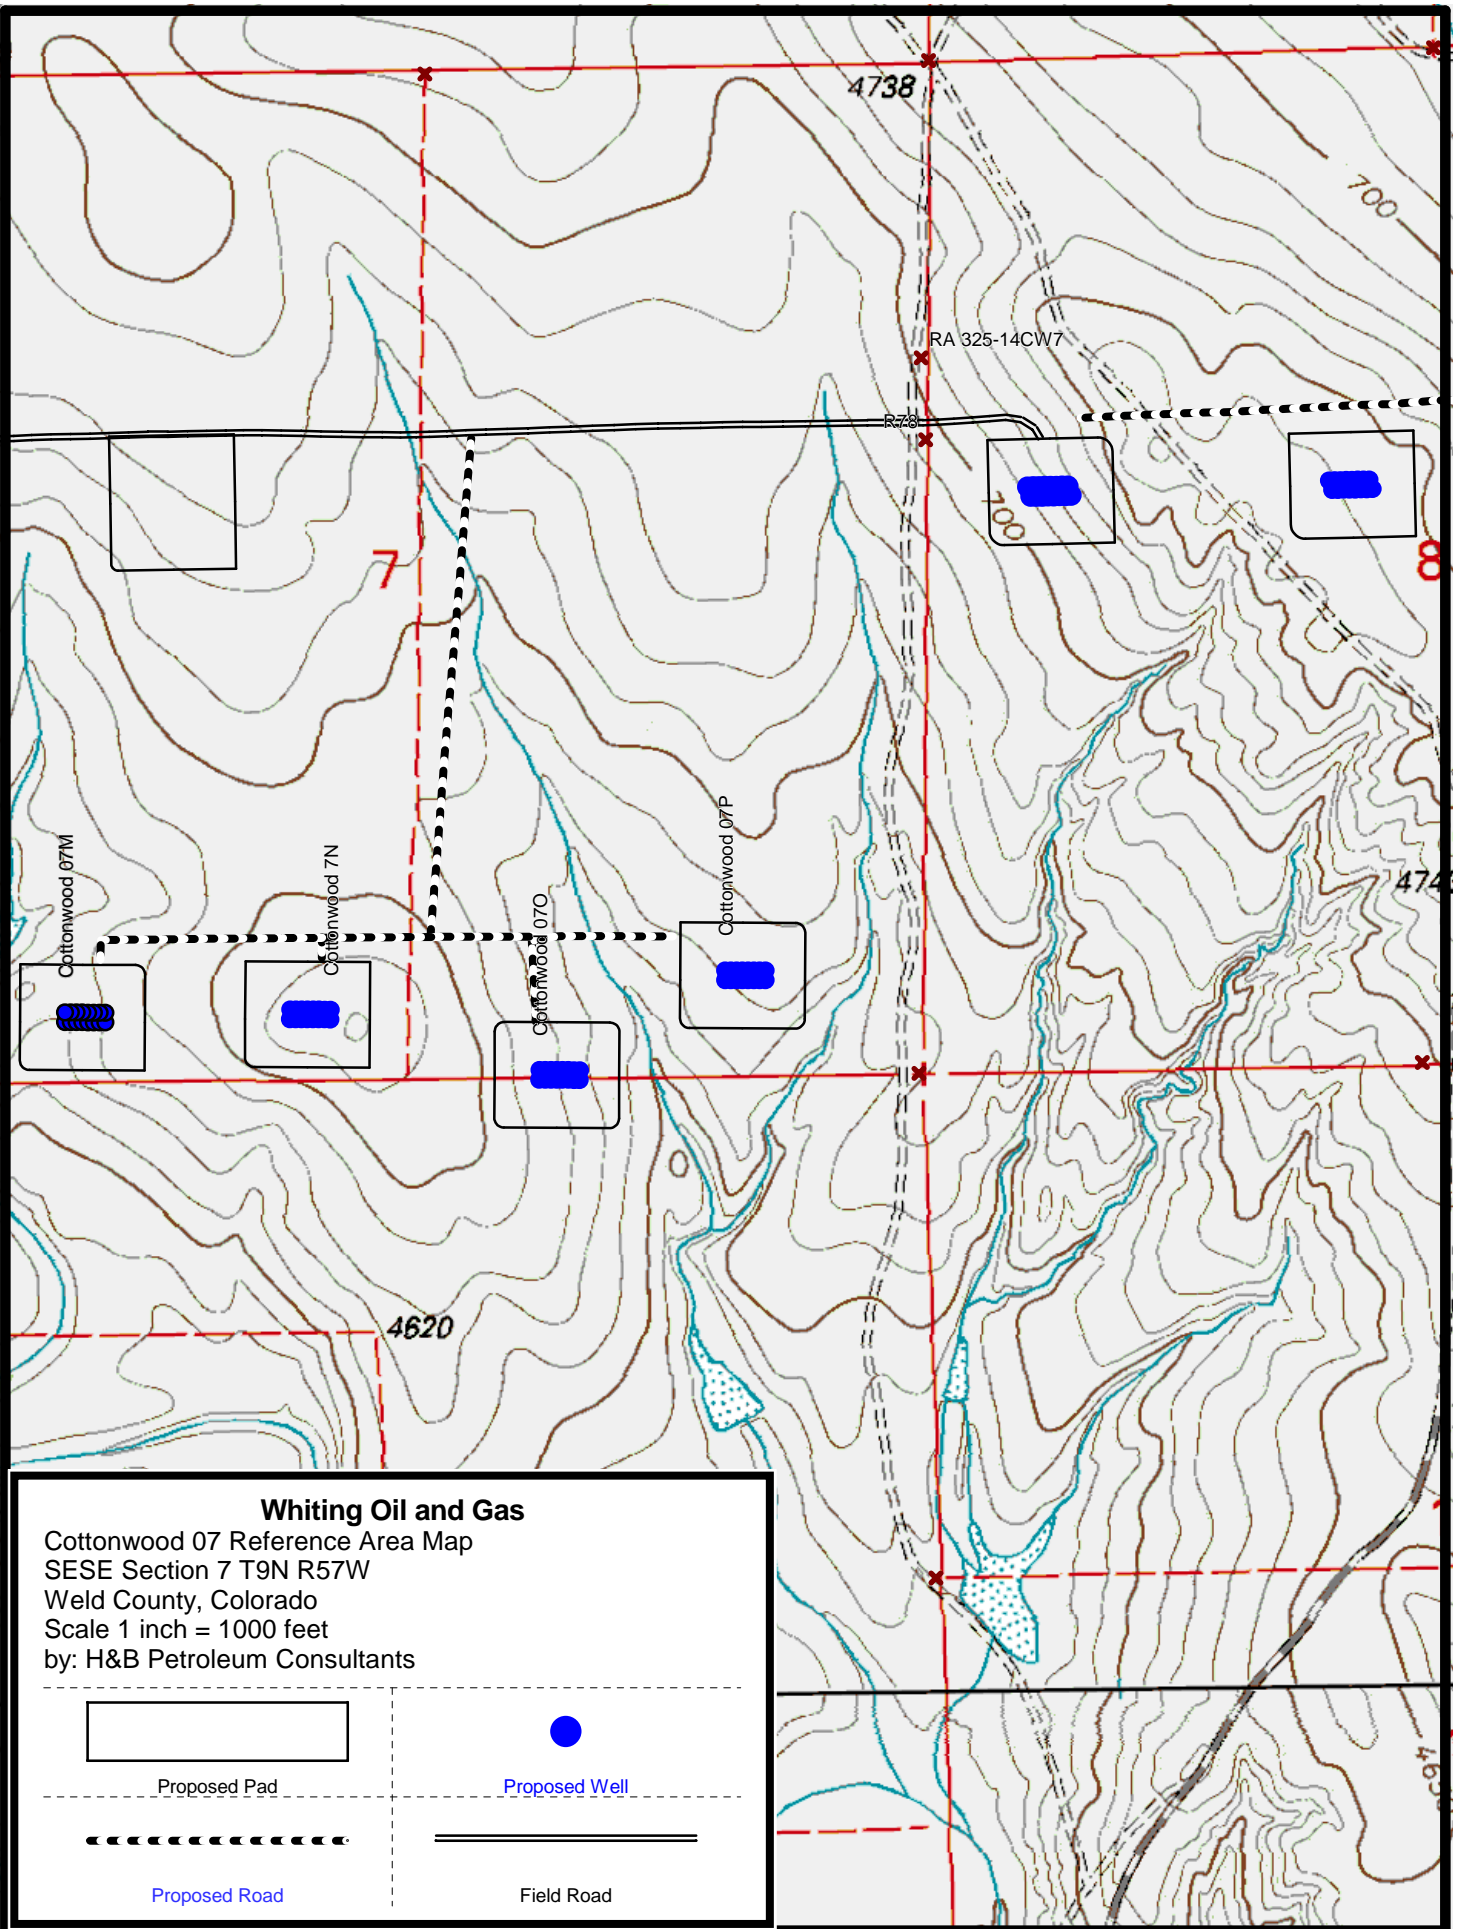 4738
700
RA 325-14CW7
R78
700
7
8
Cottonwood 07M
Cottonwood 7N
Cottonwood 07O
Cottonwood 07P
474
4620
Whiting Oil and Gas
Cottonwood 07 Reference Area Map
SESE Section 7 T9N R57W
Weld County, Colorado
Scale 1 inch = 1000 feet
by: H&B Petroleum Consultants
Proposed Pad
Proposed Well
Proposed Road
Field Road